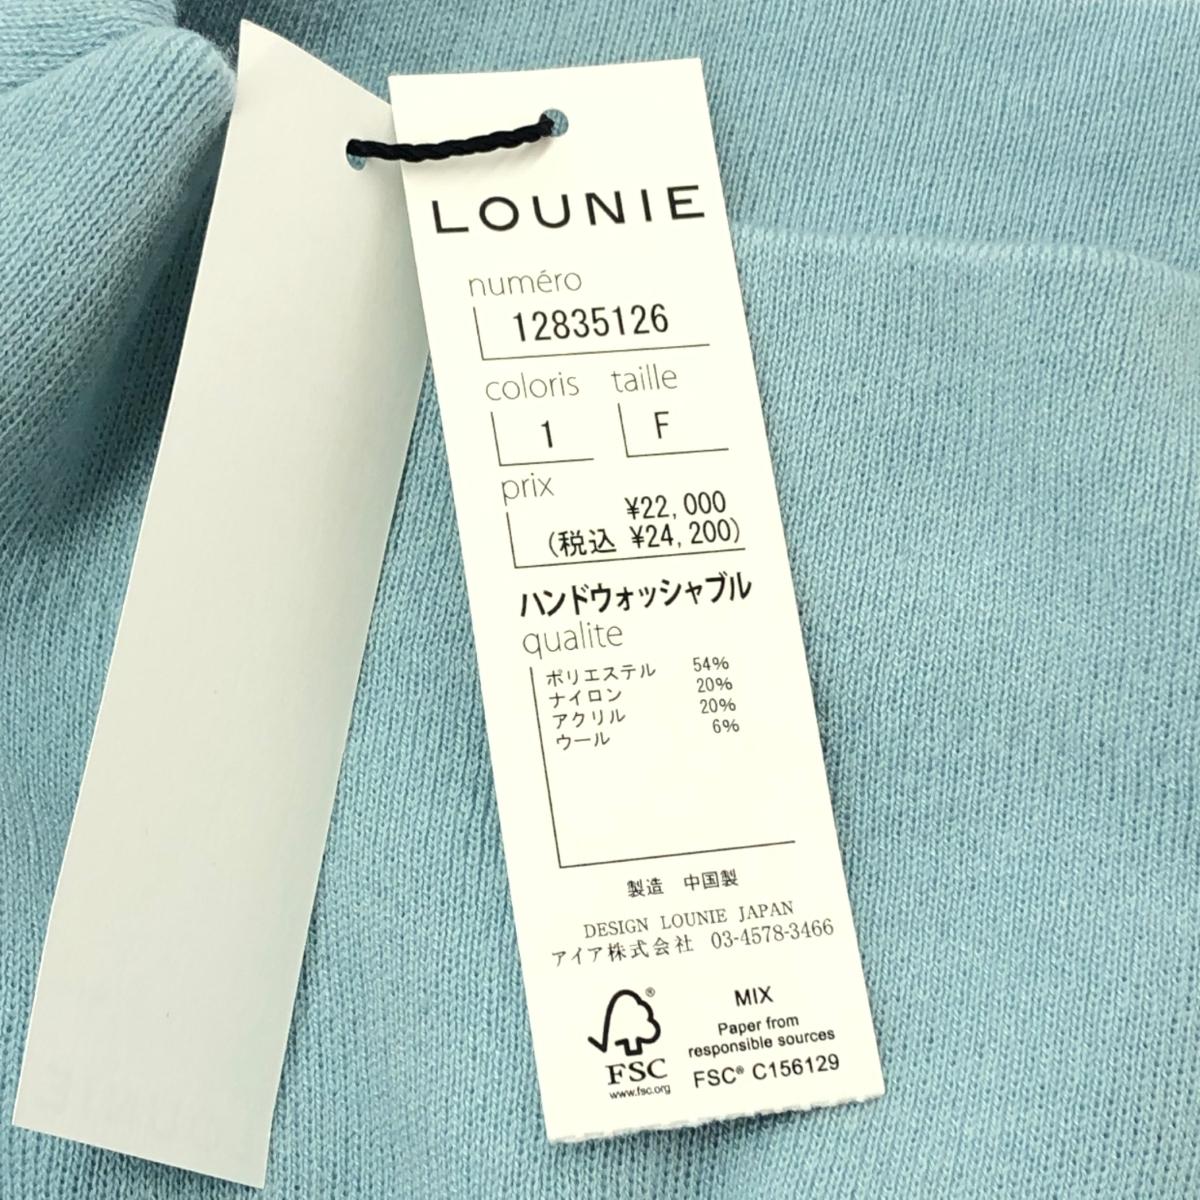 LOUNIE
numéro
12835126
coloris taille
1 F
prix
¥22,000
(税込 ¥24,200)
ハンドウォッシャブル
qualite
ポリエステル 54%
ナイロン 20%
アクリル 20%
ウール 6%
製造 中国製
DESIGN LOUNIE JAPAN
アイア株式会社 03-4578-3466
FSC®
www.fsc.org
MIX
Paper from
responsible sources
FSC® C156129